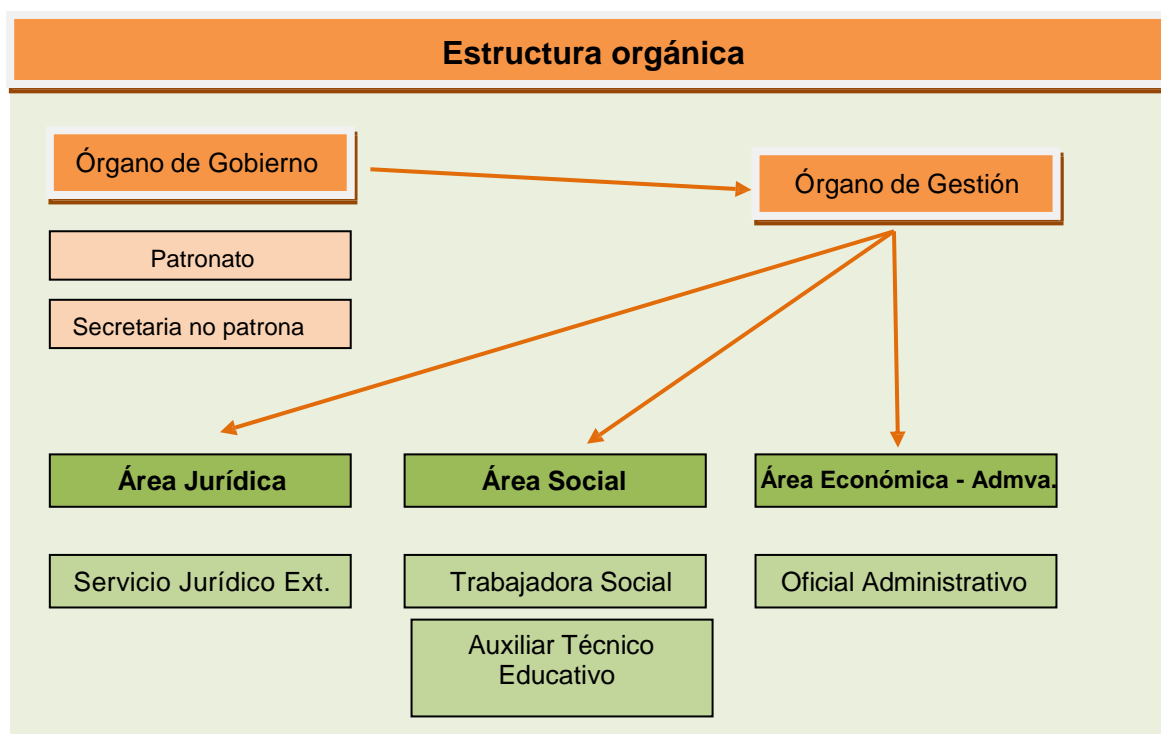 Estructura orgánica
Órgano de Gobierno
Órgano de Gestión
Patronato
Secretaria no patrona
Área Jurídica
Área Social
Área Económica - Admva.
Servicio Jurídico Ext.
Trabajadora Social
Oficial Administrativo
Auxiliar Técnico
Educativo